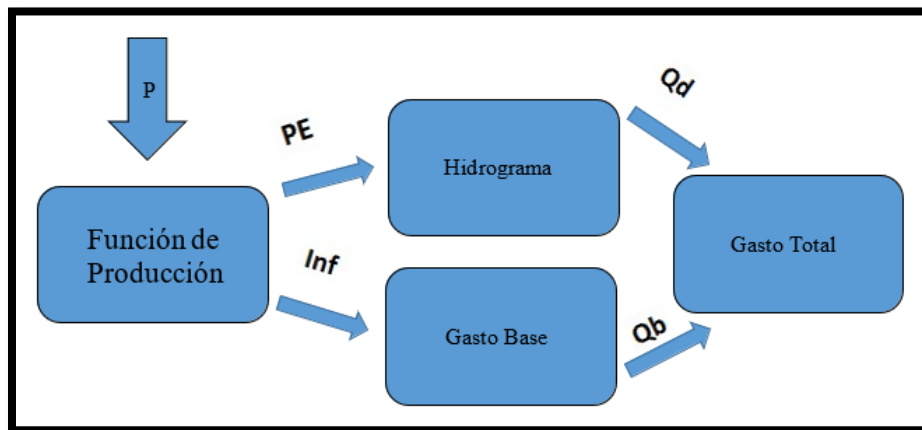 P
PE
Qd
Hidrograma
Función de
Producción
Gasto Total
Inf
Gasto Base
Qb